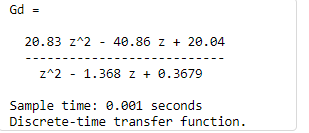 Gd =
20.83 z^2 - 40.86 z + 20.04
---------------------------
z^2 - 1.368 z + 0.3679
Sample time: 0.001 seconds
Discrete-time transfer function.